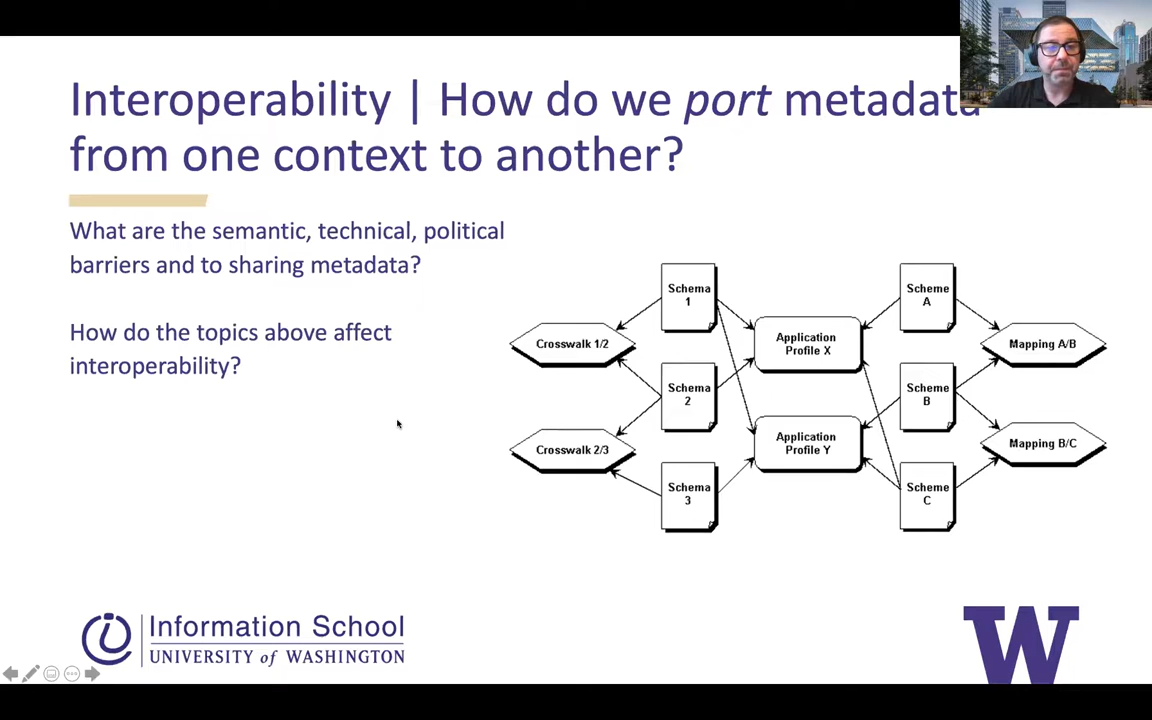 Interoperability | How do we port metadata
from one context to another?
What are the semantic, technical, political
barriers and to sharing metadata?
How do the topics above affect
interoperability?
Schema
1
Scheme
A
Crosswalk 1/2
Application
Profile X
Mapping A/B
Schema
2
Scheme
B
Crosswalk 2/3
Application
Profile Y
Mapping B/C
Schema
3
Scheme
C
Information School
UNIVERSITY of WASHINGTON
W